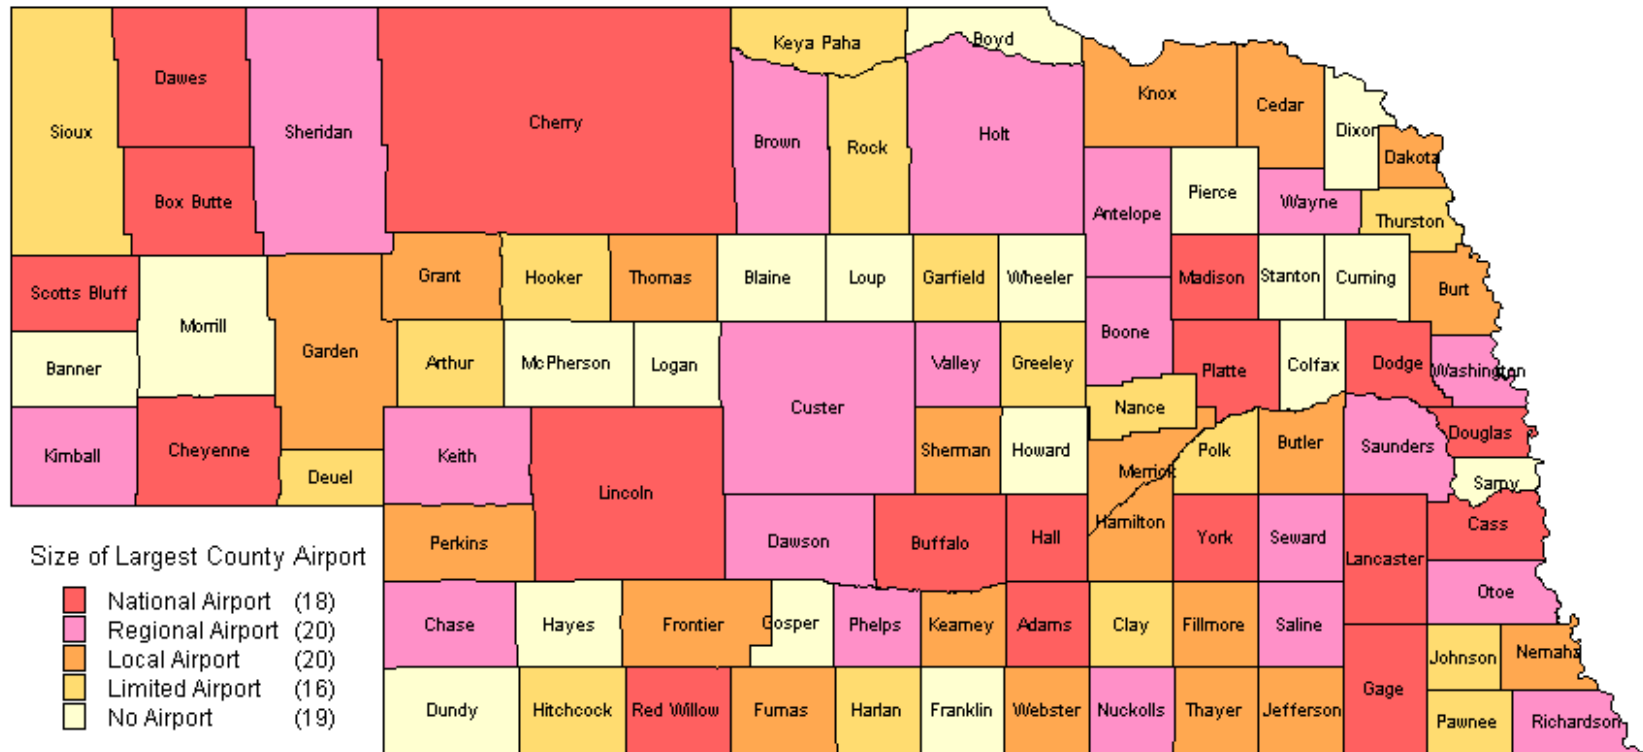 Keya Paha Boyd
Dawes Knox
Cedar
Sioux Sheridan Cherry Brown Rock Holt Dixon
Dakota
Box Butte Pierce Wayne
Antelope Thurston
Scotts Bluff Grant Hooker Thomas Blaine Loup Garfield Wheeler Madison Stanton Cuming Burt
Morrill
Garden Boone
Banner Arthur McPherson Logan Valley Greeley Platte Colfax Dodge Washington
Custer Nance
Kimball Cheyenne Keith Sherman Howard Polk Butler Saunders Douglas
Deuel Lincoln Merrick Sarpy
Perkins Dawson Buffalo Hall Hamilton York Seward Lancaster Cass
Size of Largest County Airport
National Airport (18)
Regional Airport (20)
Local Airport (20)
Limited Airport (16)
No Airport (19)
Otoe
Chase Hayes Frontier Gosper Phelps Kearney Adams Clay Fillmore Saline
Johnson Nemaha
Gage
Dundy Hitchcock Red Willow Furnas Harlan Franklin Webster Nuckolls Thayer Jefferson Pawnee Richardson